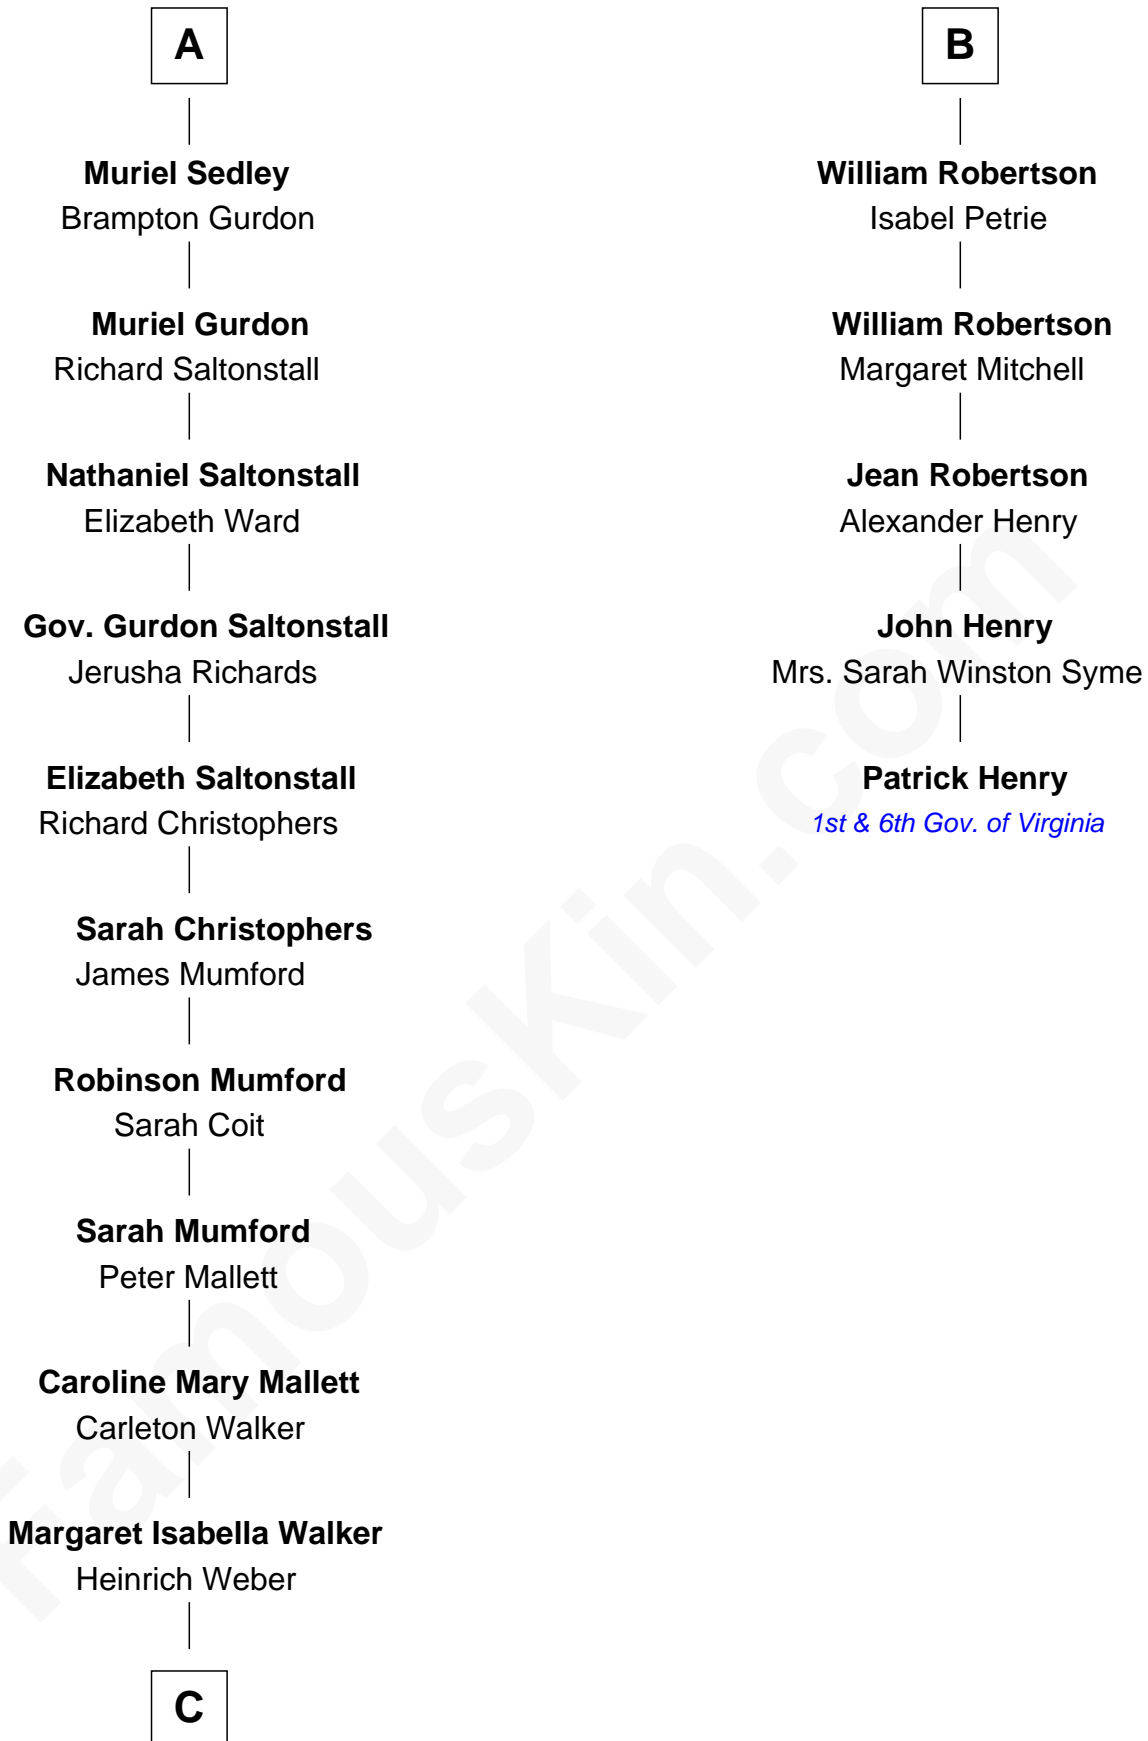 A
Muriel Sedley
Brampton Gurdon
Muriel Gurdon
Richard Saltonstall
Nathaniel Saltonstall
Elizabeth Ward
Gov. Gurdon Saltonstall
Jerusha Richards
Elizabeth Saltonstall
Richard Christophers
Sarah Christophers
James Mumford
Robinson Mumford
Sarah Coit
Sarah Mumford
Peter Mallett
Caroline Mary Mallett
Carleton Walker
Margaret Isabella Walker
Heinrich Weber
C
B
William Robertson
Isabel Petrie
William Robertson
Margaret Mitchell
Jean Robertson
Alexander Henry
John Henry
Mrs. Sarah Winston Syme
Patrick Henry
1st & 6th Gov. of Virginia
FamousKin.com